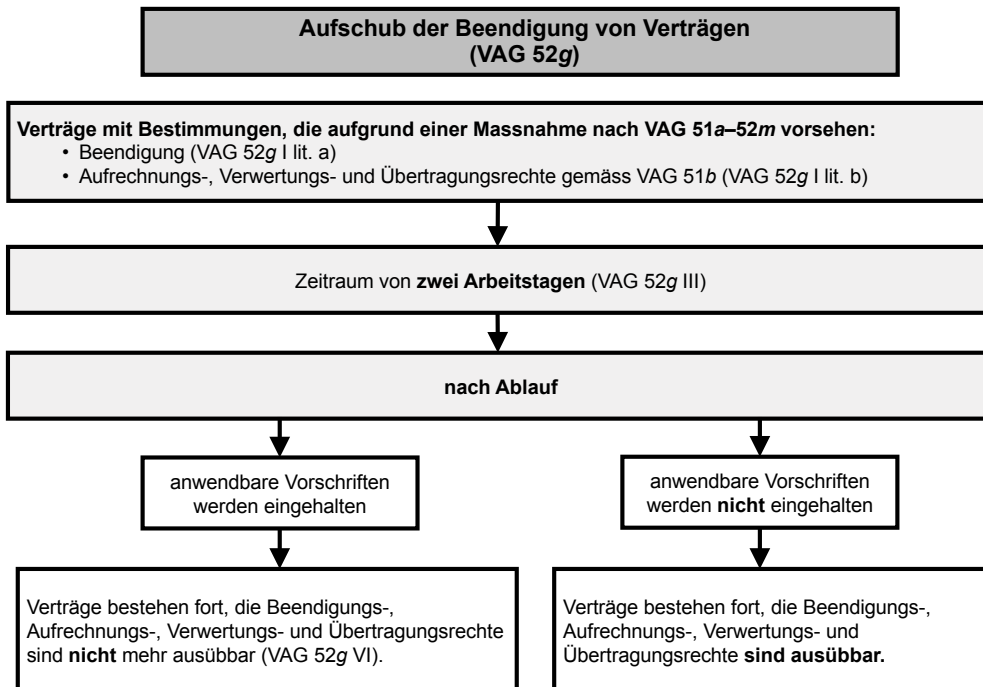 Aufschub der Beendigung von Verträgen
(VAG 52g)
Verträge mit Bestimmungen, die aufgrund einer Massnahme nach VAG 51a–52m vorsehen:
• Beendigung (VAG 52g I lit. a)
• Aufrechnungs-, Verwertungs- und Übertragungsrechte gemäss VAG 51b (VAG 52g I lit. b)
Zeitraum von zwei Arbeitstagen (VAG 52g III)
nach Ablauf
anwendbare Vorschriften
werden eingehalten
anwendbare Vorschriften
werden nicht eingehalten
Verträge bestehen fort, die Beendigungs-,
Aufrechnungs-, Verwertungs- und Übertragungsrechte
sind nicht mehr ausübbar (VAG 52g VI).
Verträge bestehen fort, die Beendigungs-,
Aufrechnungs-, Verwertungs- und
Übertragungsrechte sind ausübbar.